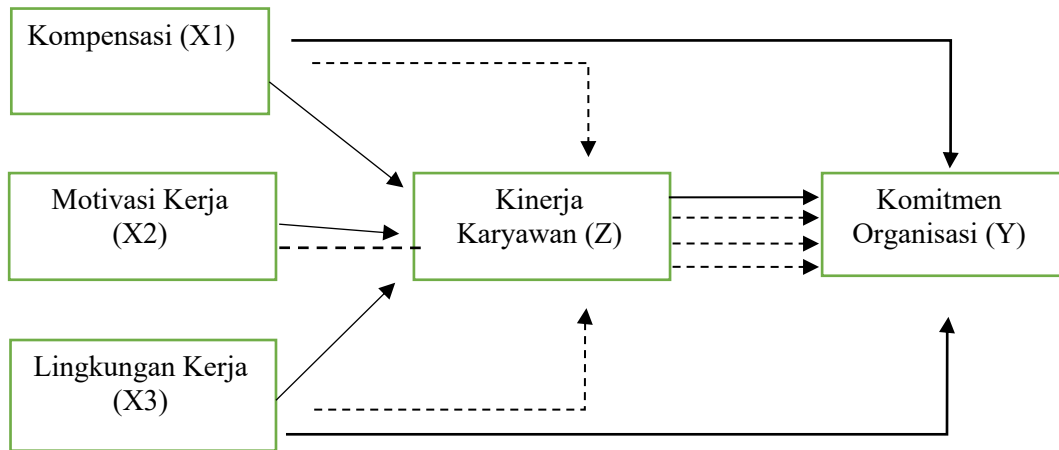 Kompensasi (X1)
Motivasi Kerja
(X2)
Kinerja
Karyawan (Z)
Komitmen
Organisasi (Y)
Lingkungan Kerja
(X3)